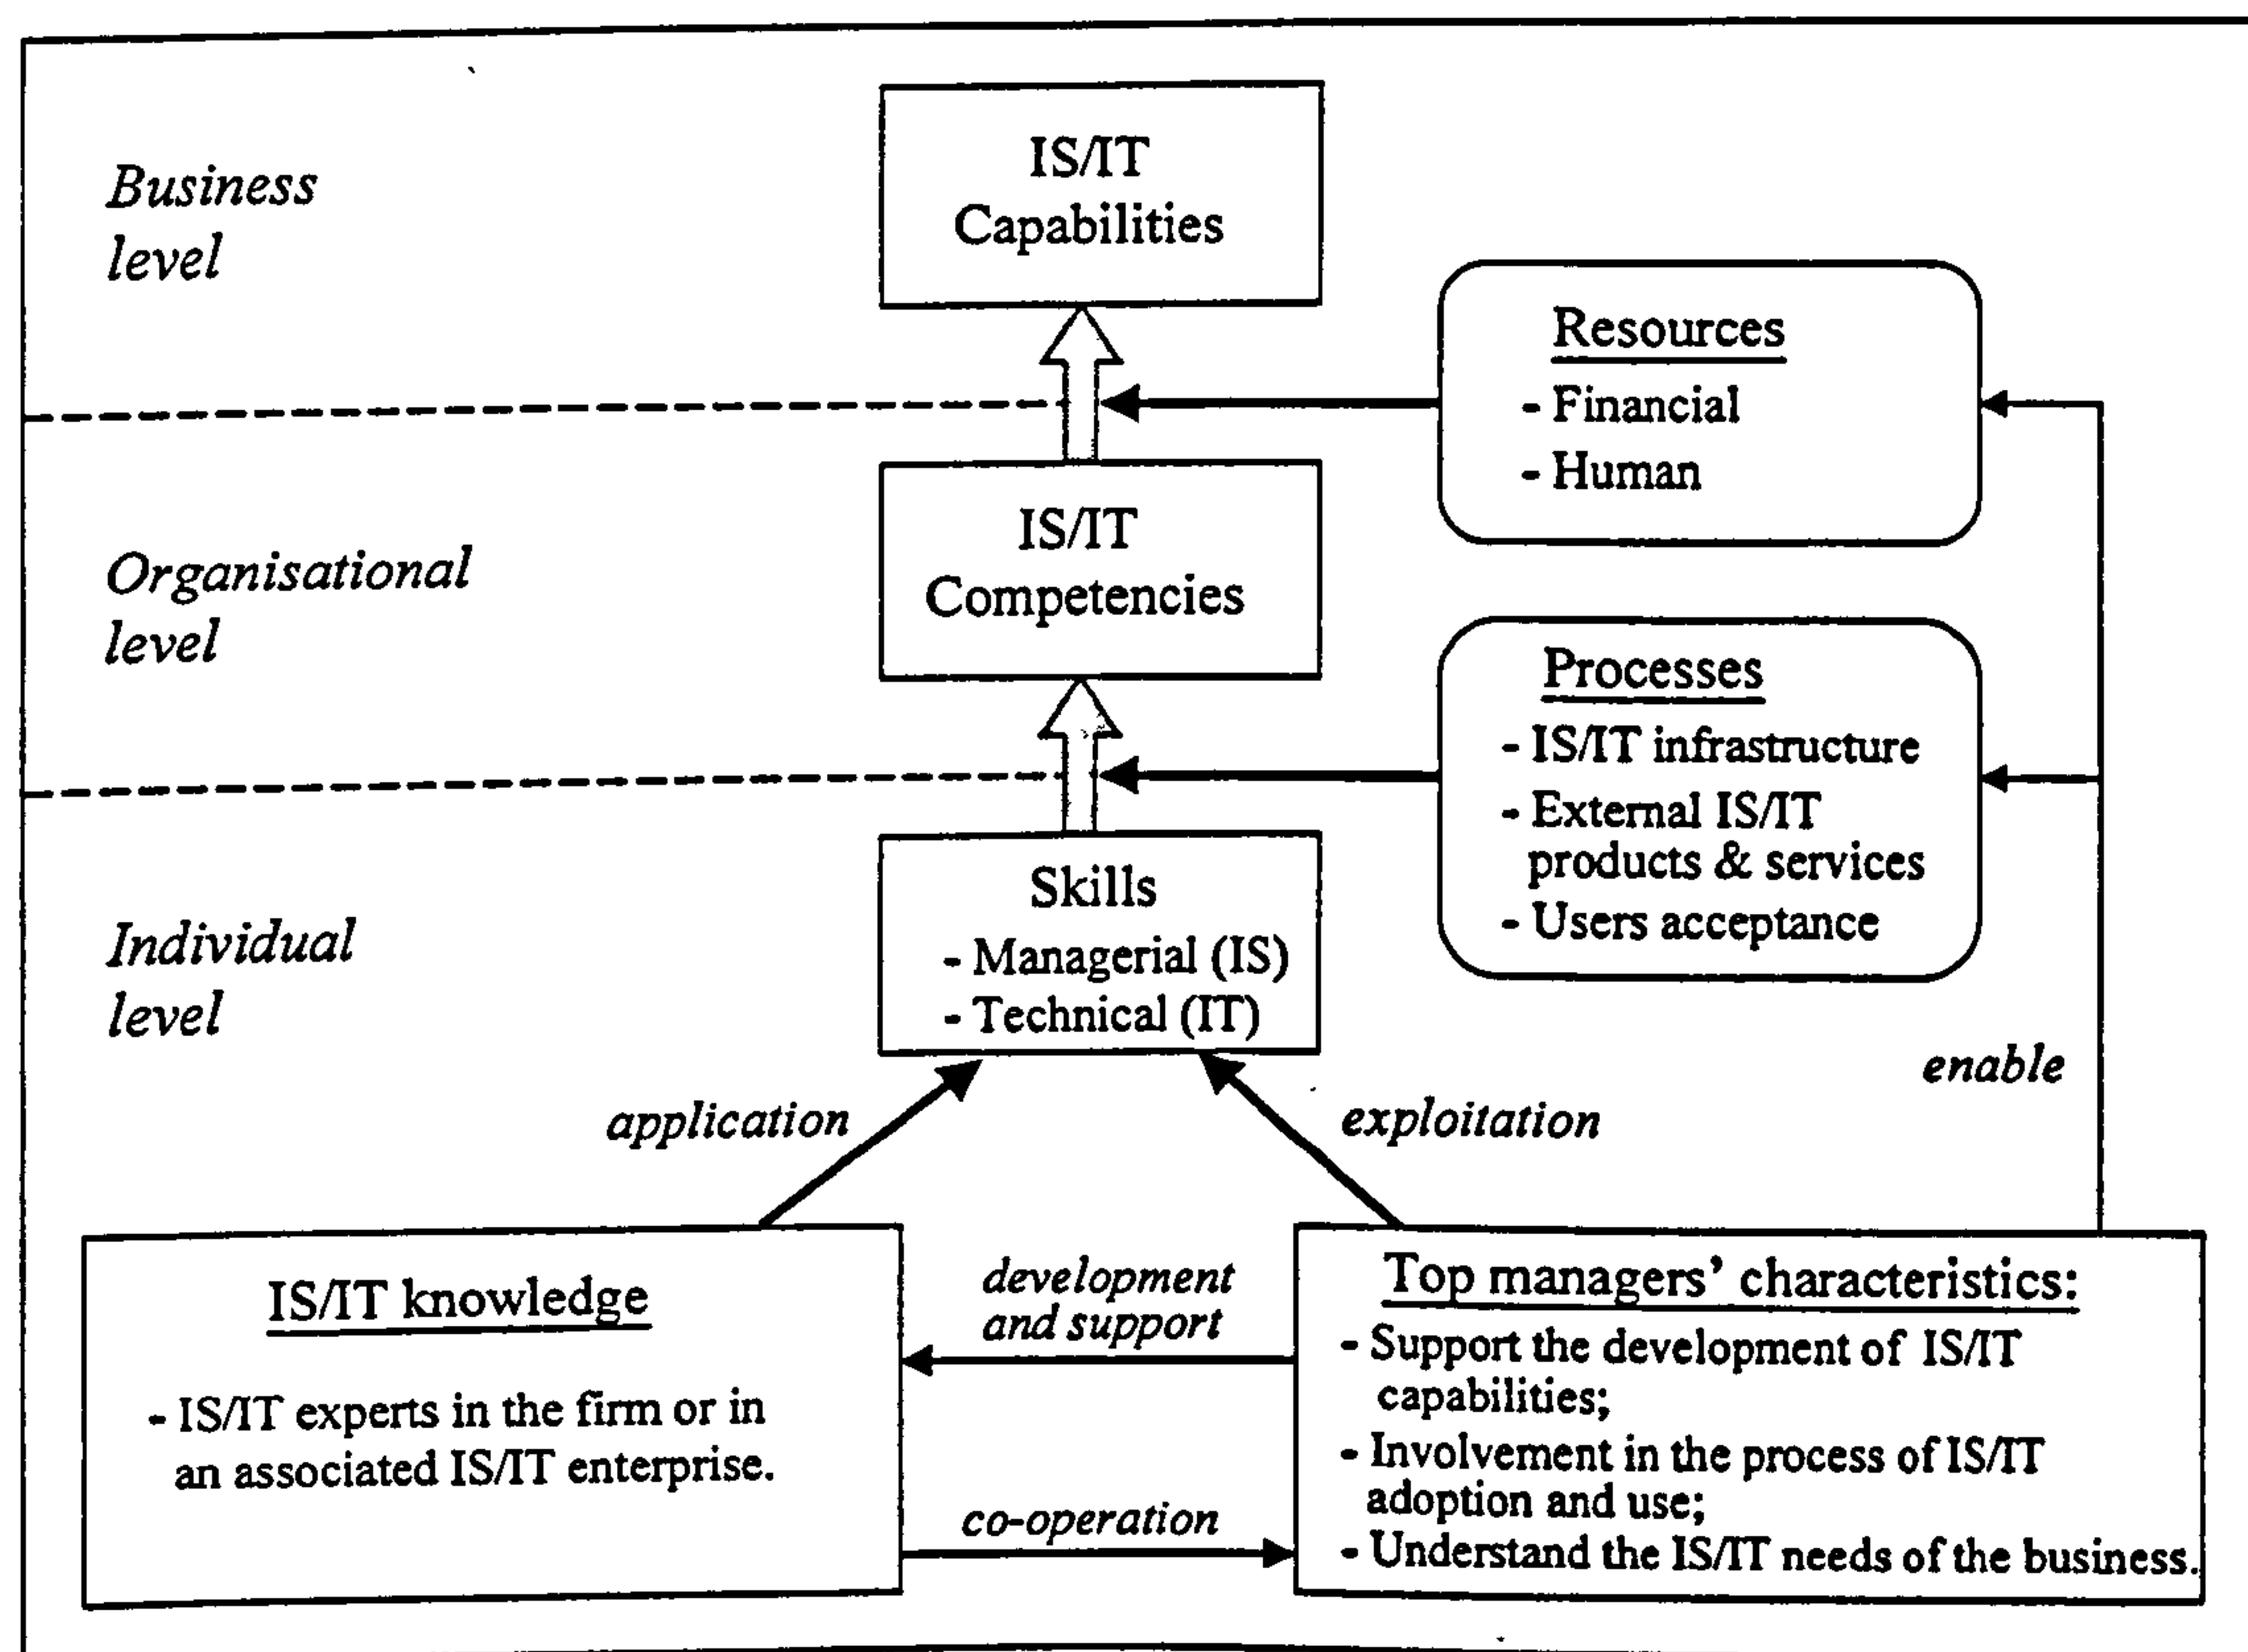 Business
level
IS/IT
Capabilities
Resources
- Financial
- Human
Organisational
level
IS/IT
Competencies
Processes
- IS/IT infrastructure
- External IS/IT
products & services
- Users acceptance
Individual
level
Skills
- Managerial (IS)
- Technical (IT)
enable
application
exploitation
IS/IT knowledge
- IS/IT experts in the firm or in
an associated IS/IT enterprise.
development
and support
co-operation
Top managers’ characteristics:
- Support the development of IS/IT
capabilities;
- Involvement in the process of IS/IT
adoption and use;
- Understand the IS/IT needs of the business.